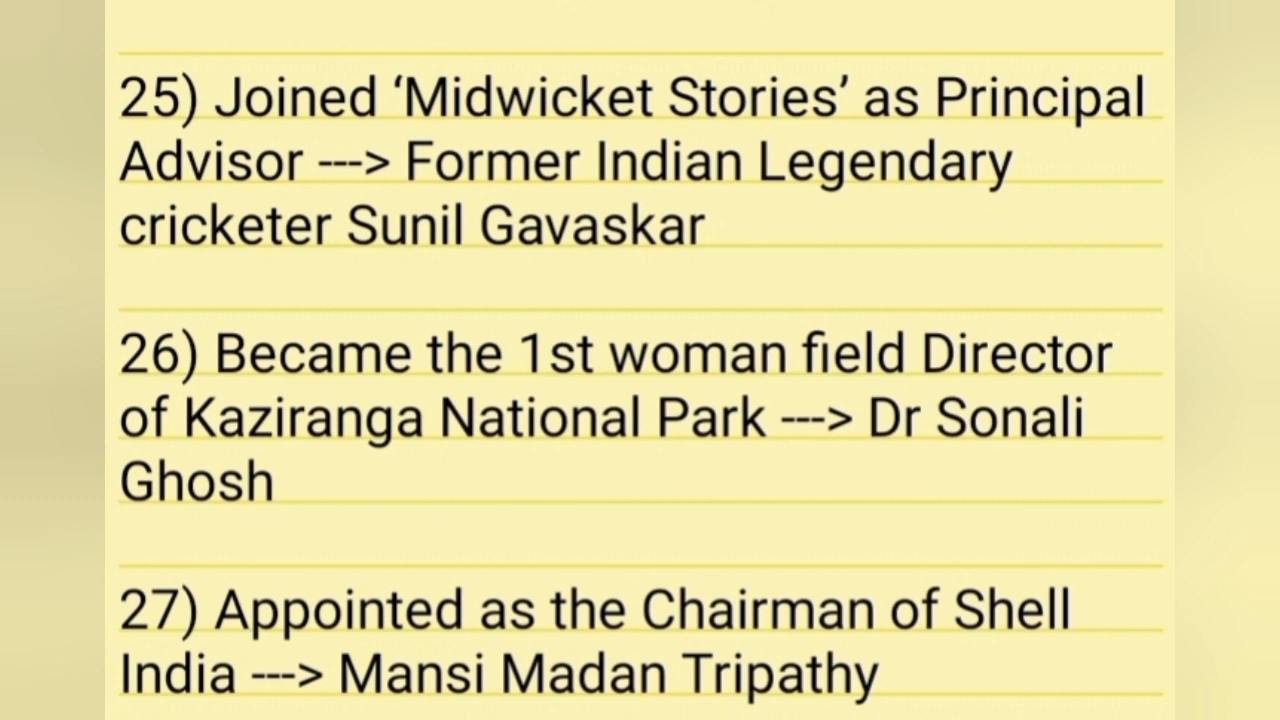 25) Joined ‘Midwicket Stories’ as Principal
Advisor ---> Former Indian Legendary
cricketer Sunil Gavaskar
26) Became the 1st woman field Director
of Kaziranga National Park ---> Dr Sonali
Ghosh
27) Appointed as the Chairman of Shell
India ---> Mansi Madan Tripathy